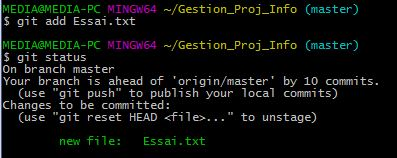 MEDIA@MEDIA-PC MINGW64 ~/Gestion_Proj_Info (master)
$ git add Essai.txt
MEDIA@MEDIA-PC MINGW64 ~/Gestion_Proj_Info (master)
$ git status
On branch master
Your branch is ahead of 'origin/master' by 10 commits.
  (use "git push" to publish your local commits)
Changes to be committed:
  (use "git reset HEAD <file>..." to unstage)
        new file:   Essai.txt